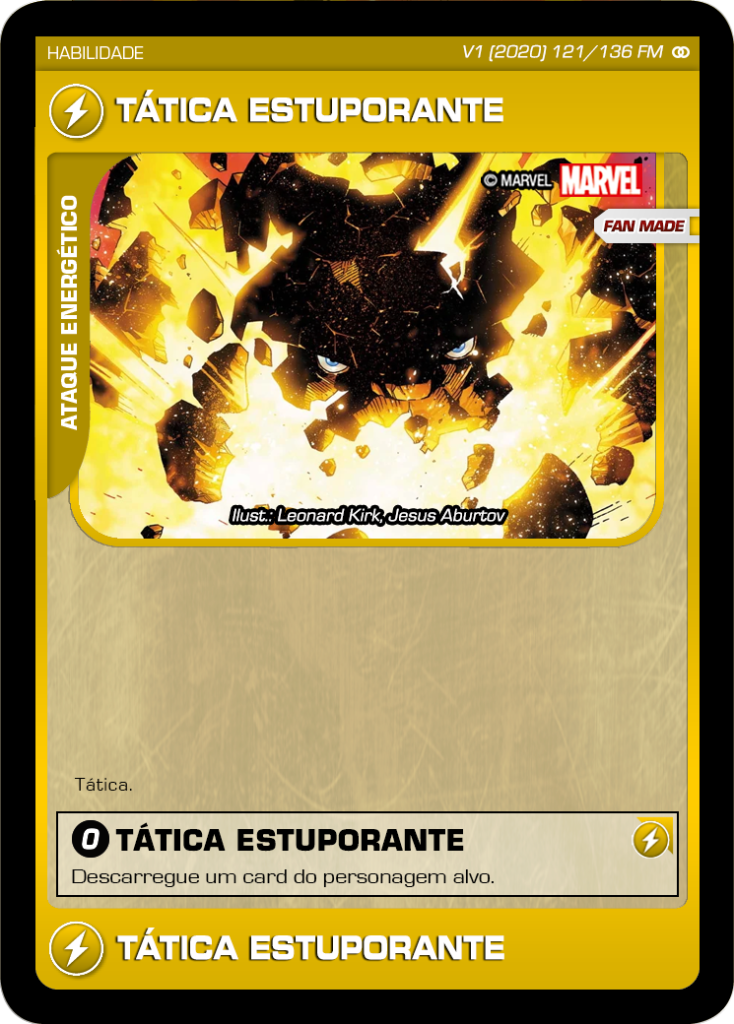 HABILIDADE
V1 (2020) 121/136 FM
TÁTICA ESTUPORANTE
© MARVEL MARVEL
FAN MADE
ATAQUE ENERGÉTICO
Ilust.: Leonard Kirk, Jesus Aburtov
Tática.
0 TÁTICA ESTUPORANTE
Descarregue um card do personagem alvo.
TÁTICA ESTUPORANTE